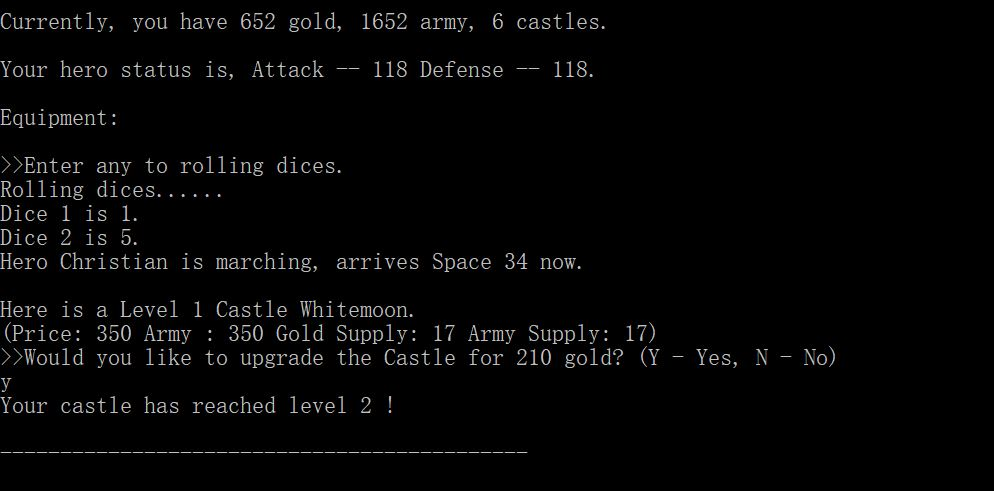 Currently, you have 652 gold, 1652 army, 6 castles.
Your hero status is, Attack -- 118 Defense -- 118.
Equipment:
>>Enter any to rolling dices.
Rolling dices......
Dice 1 is 1.
Dice 2 is 5.
Hero Christian is marching, arrives Space 34 now.
Here is a Level 1 Castle Whitemoon.
(Price: 350 Army : 350 Gold Supply: 17 Army Supply: 17)
>>Would you like to upgrade the Castle for 210 gold? (Y - Yes, N - No)
y
Your castle has reached level 2 !
--------------------------------------------